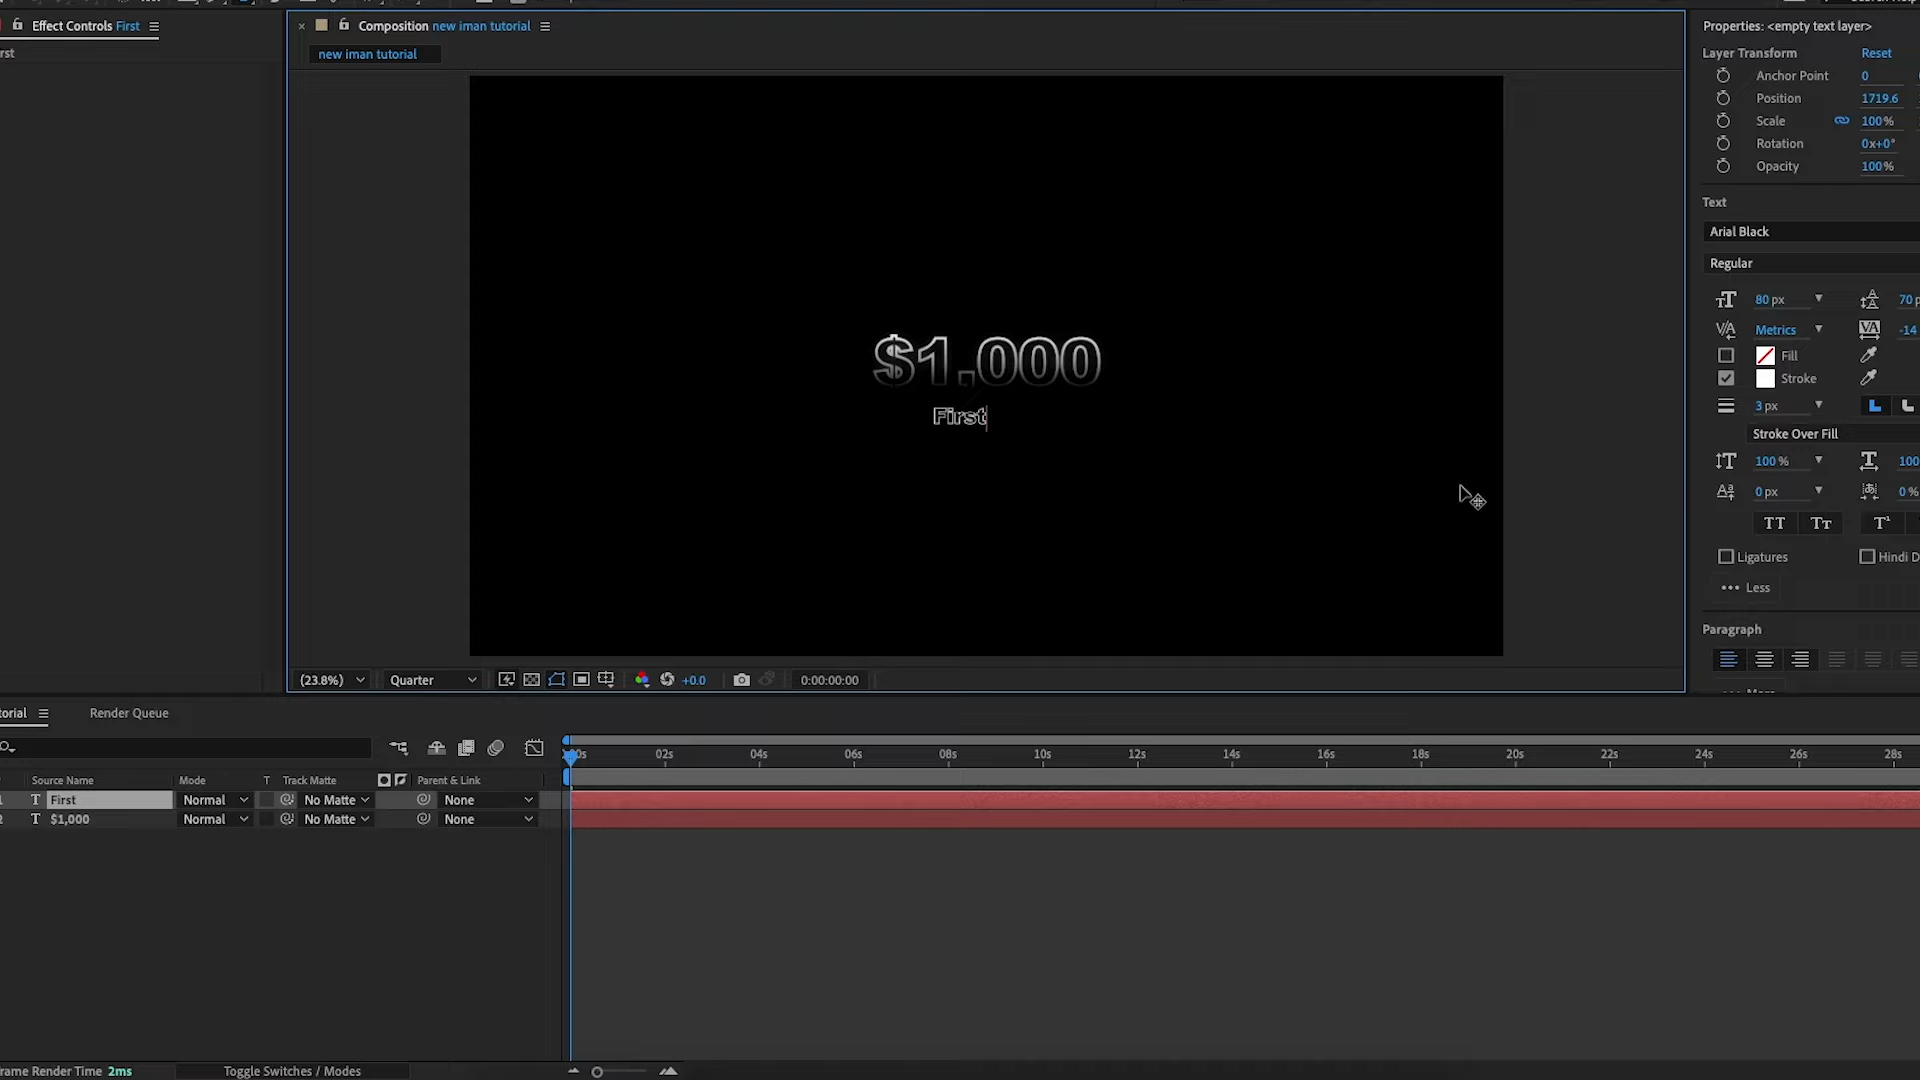 Effect Controls First
Composition new iman tutorial
Properties: <empty text layer>
rst
new iman tutorial
Layer Transform Reset
Anchor Point 0
Position 1719.6
Scale 100%
Rotation 0x+0°
Opacity 100%
Text
Arial Black
Regular
80 px 70 p
Metrics -14
Fill
Stroke
3 px
Stroke Over Fill
100 % 100
0 px 0 %
TT Tт T¹
Ligatures Hindi D
Less
Paragraph
$1,000
First
(23.8%) Quarter +0.0 0:00:00:00
torial Render Queue
:00s 02s 04s 06s 08s 10s 12s 14s 16s 18s 20s 22s 24s 26s 28s
Source Name Mode T Track Matte Parent & Link
1 T First Normal No Matte None
2 T $1,000 Normal No Matte None
rame Render Time 2ms Toggle Switches / Modes